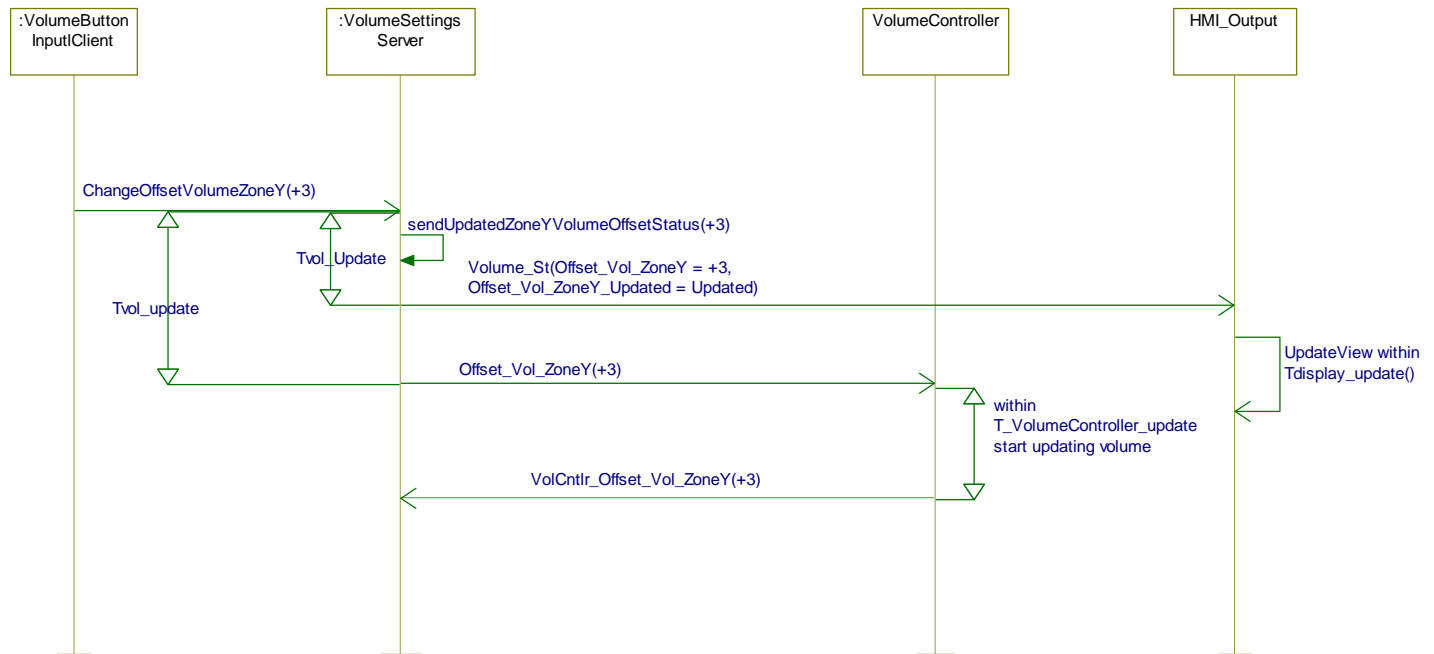 :VolumeButton
InputlClient
:VolumeSettings
Server
VolumeController
HMI_Output
ChangeOffsetVolumeZoneY(+3)
sendUpdatedZoneYVolumeOffsetStatus(+3)
Tvol_Update
Volume_St(Offset_Vol_ZoneY = +3,
Offset_Vol_ZoneY_Updated = Updated)
Tvol_update
UpdateView within
Tdisplay_update()
Offset_Vol_ZoneY(+3)
within
T_VolumeController_update
start updating volume
VolCntlr_Offset_Vol_ZoneY(+3)